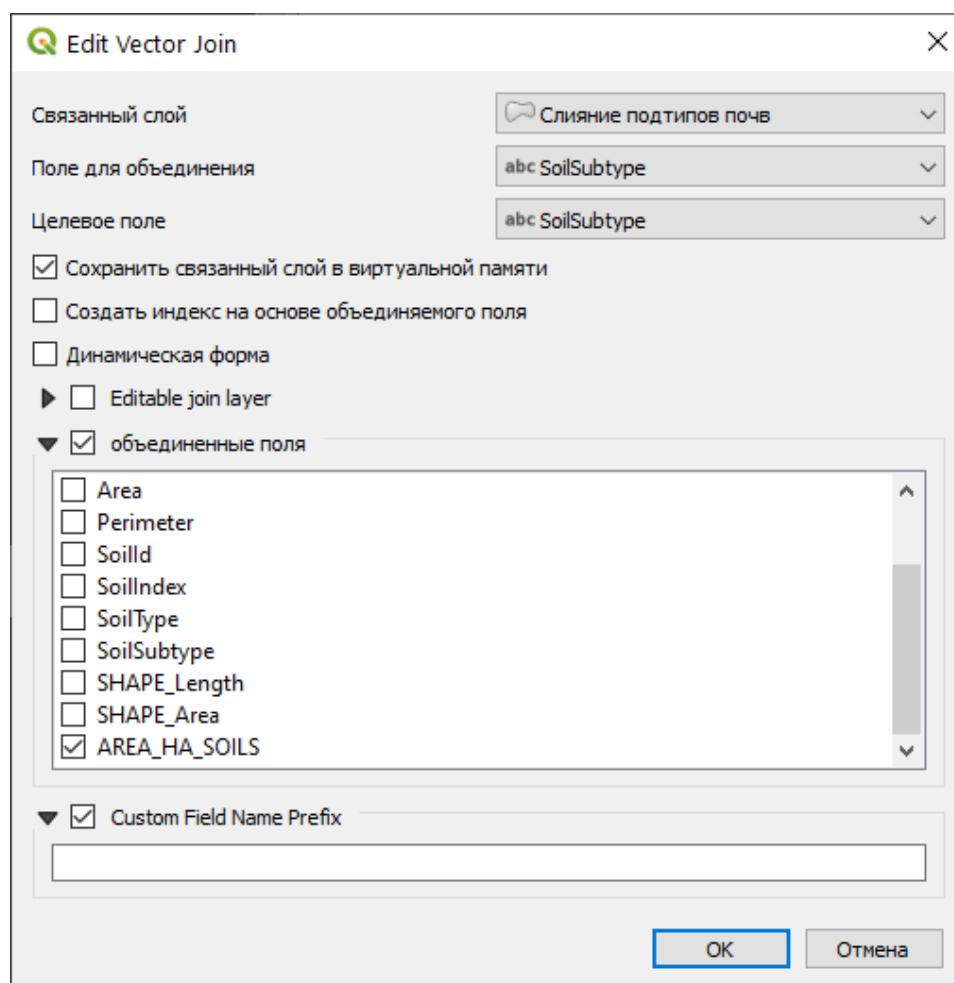 Edit Vector Join
Связанный слой
Слияние подтипов почв
Поле для объединения
abc SoilSubtype
Целевое поле
abc SoilSubtype
Сохранить связанный слой в виртуальной памяти
Создать индекс на основе объединяемого поля
Динамическая форма
Editable join layer
объединенные поля
Area
Perimeter
SoilId
SoilIndex
SoilType
SoilSubtype
SHAPE_Length
SHAPE_Area
AREA_HA_SOILS
Custom Field Name Prefix
OK
Отмена